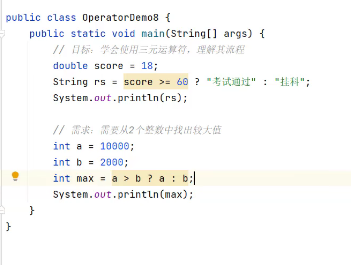 public class OperatorDemo8 {
    public static void main(String[] args) {
        // 目标：学会使用三元运算符，理解其流程
        double score = 18;
        String rs = score >= 60 ? "考试通过" : "挂科";
        System.out.println(rs);

        // 需求：需要从2个整数中找出较大值
        int a = 10000;
        int b = 2000;
        int max = a > b ? a : b;
        System.out.println(max);
    }
}